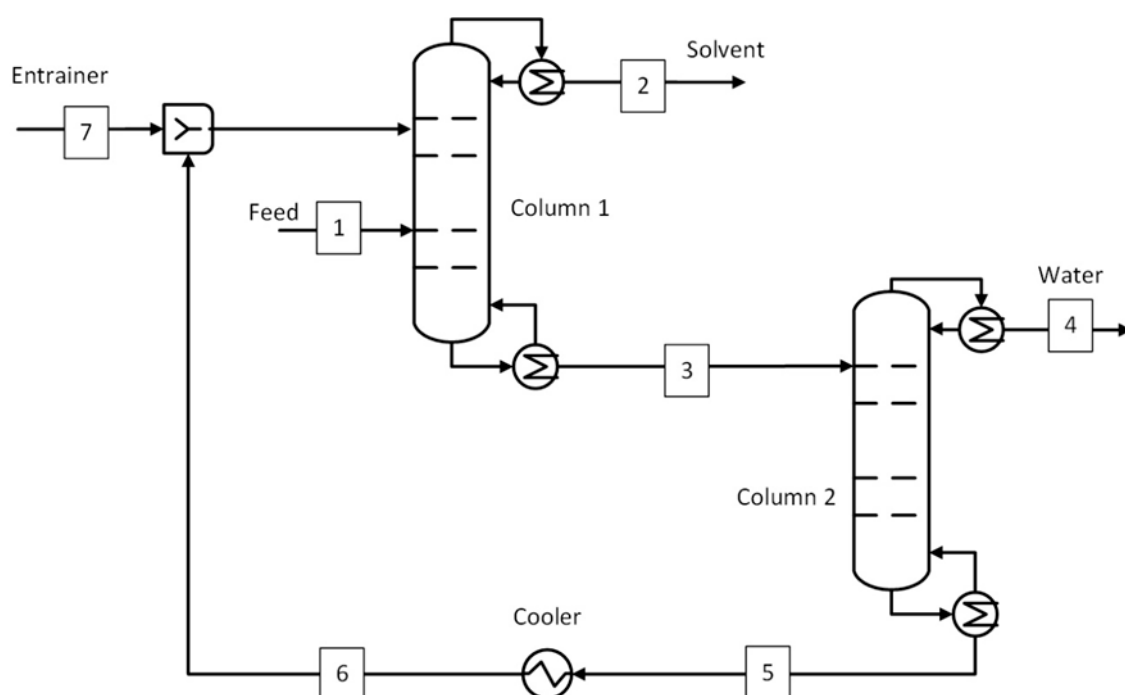 Solvent
2
Entrainer
7
Feed
1
Column 1
Water
4
3
Column 2
Cooler
6
5